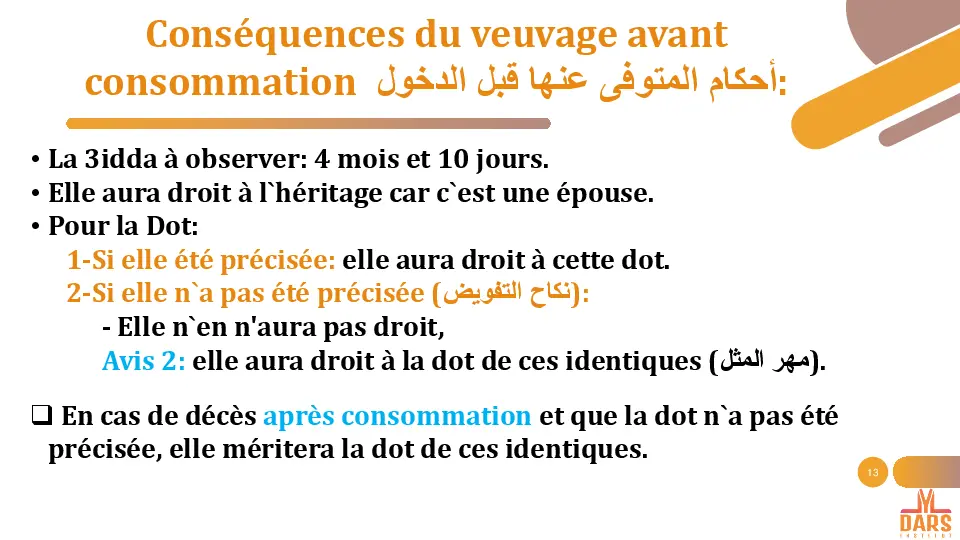 Conséquences du veuvage avant
consommation أحكام المتوفى عنها قبل الدخول:
• La 3idda à observer: 4 mois et 10 jours.
• Elle aura droit à l`héritage car c`est une épouse.
• Pour la Dot:
1-Si elle été précisée: elle aura droit à cette dot.
2-Si elle n`a pas été précisée (نكاح التفويض):
- Elle n`en n'aura pas droit,
Avis 2: elle aura droit à la dot de ces identiques (مهر المثل).
❑ En cas de décès après consommation et que la dot n`a pas été
précisée, elle méritera la dot de ces identiques.
13
DARS
INSTITUT